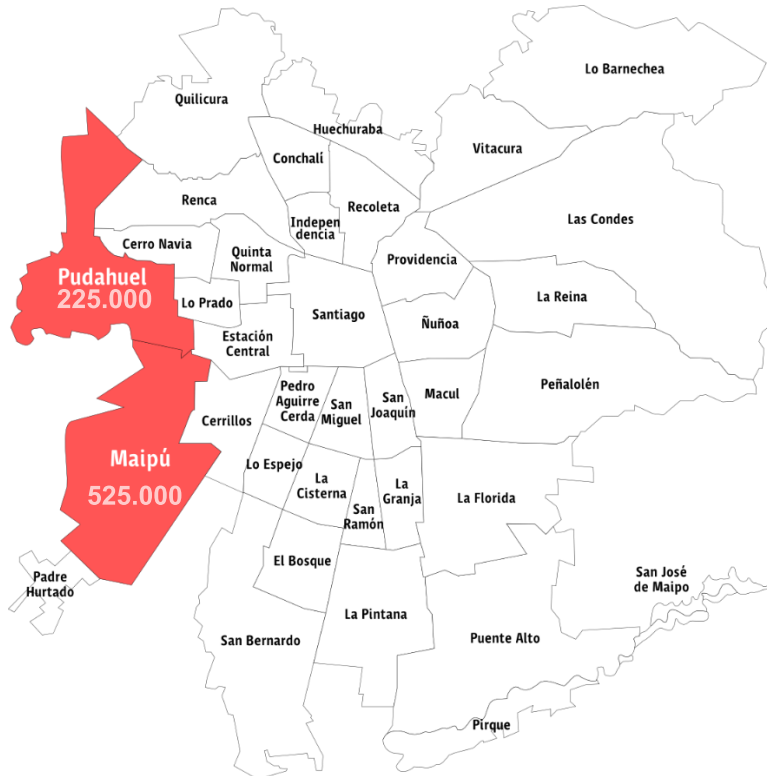 Lo Barnechea
Quilicura
Huechuraba
Vitacura
Conchalí
Renca
Recoleta
Indepen
dencia
Las Condes
Cerro Navia
Quinta
Normal
Providencia
Pudahuel
225.000
Lo Prado
La Reina
Santiago
Ñuñoa
Estación
Central
Peñalolén
Pedro
Aguirre
Cerda
San
Miguel
San
Joaquín
Macul
Cerrillos
Maipú
525.000
Lo Espejo
La
Cisterna
La
Granja
La Florida
San
Ramón
El Bosque
Padre
Hurtado
San José
de Maipo
La Pintana
San Bernardo
Puente Alto
Pirque